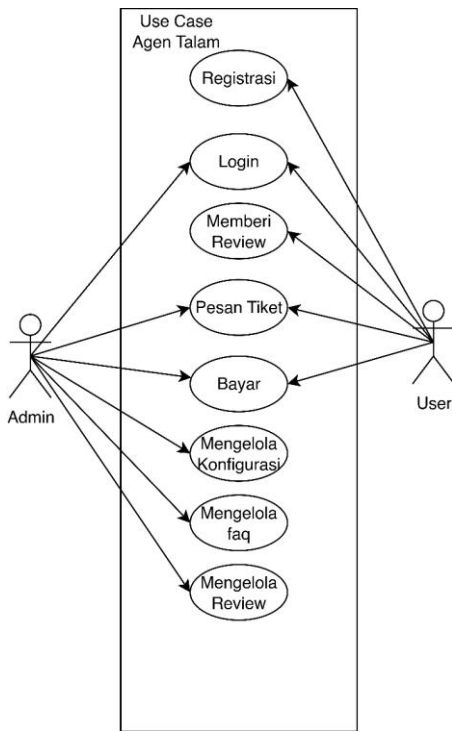 Use Case
Agen Talam
Registrasi
Login
Memberi
Review
Pesan Tiket
Bayar
Admin
User
Mengelola
Konfigurasi
Mengelola
faq
Mengelola
Review